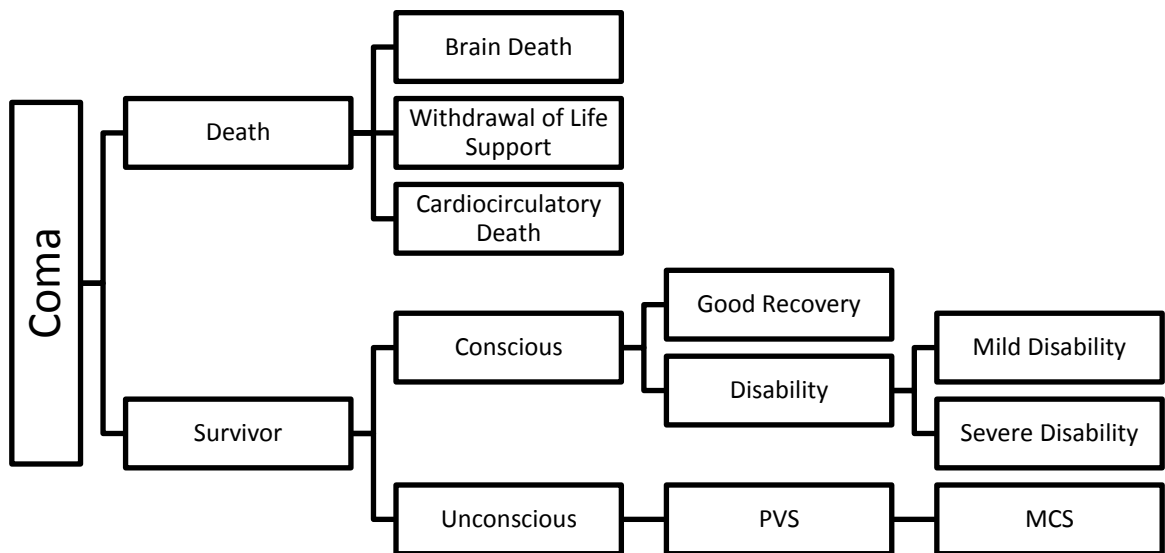 Coma
Death
Brain Death
Withdrawal of Life
Support
Cardiocirculatory
Death
Survivor
Conscious
Good Recovery
Disability
Mild Disability
Severe Disability
Unconscious
PVS
MCS